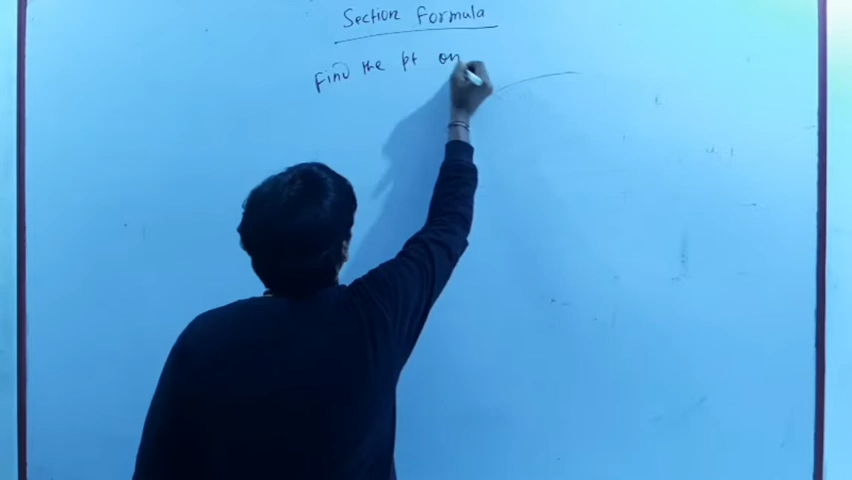 Section Formula
Find the pt on